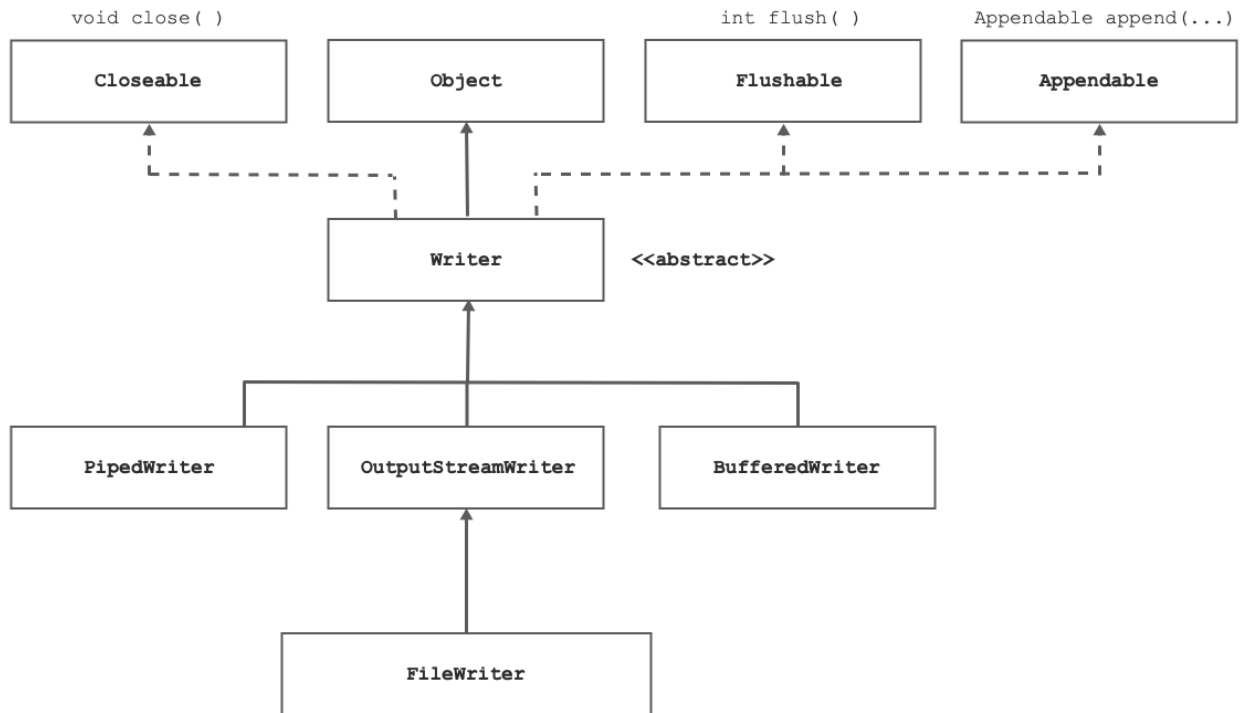 void close( )
int flush( )
Appendable append(...)
Closeable
Object
Flushable
Appendable
Writer
<<abstract>>
PipedWriter
OutputStreamWriter
BufferedWriter
FileWriter